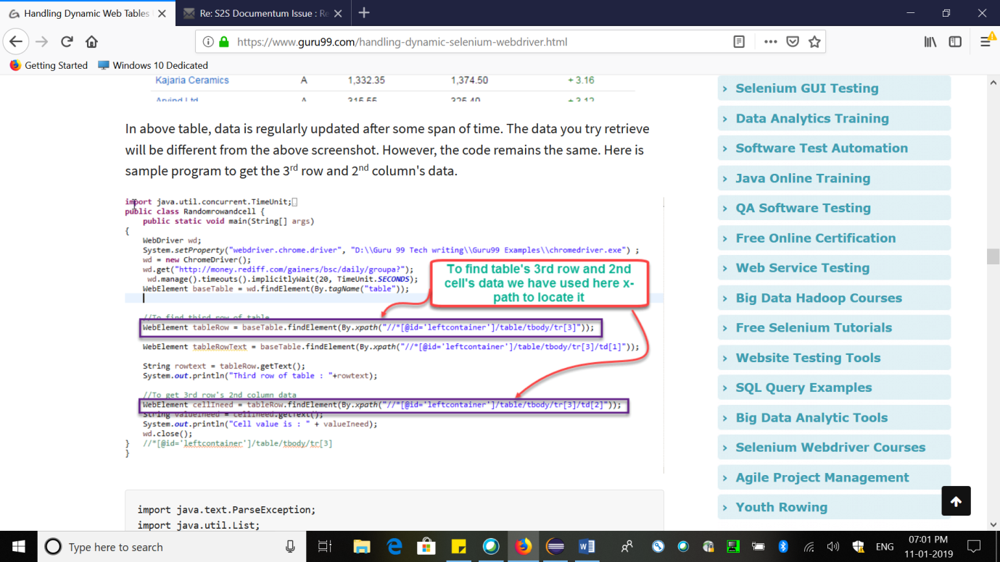 Handling Dynamic Web Tables
Re: S2S Documentum Issue : Re
https://www.guru99.com/handling-dynamic-selenium-webdriver.html
Getting Started
Windows 10 Dedicated
Kajaria Ceramics A 1,332.35 1,374.50 + 3.16
Arvind Ltd A 315.55 325.40 + 3.12
In above table, data is regularly updated after some span of time. The data you try retrieve
will be different from the above screenshot. However, the code remains the same. Here is
sample program to get the 3rd row and 2nd column's data.
import java.util.concurrent.TimeUnit;
public class Randomrowandcell {
public static void main(String[] args)
{
WebDriver wd;
System.setProperty("webdriver.chrome.driver", "D:\\Guru 99 Tech writing\\Guru99 Examples\\chromedriver.exe") ;
wd = new ChromeDriver();
wd.get("http://money.rediff.com/gainers/bsc/daily/groupa?");
wd.manage().timeouts().implicitlyWait(20, TimeUnit.SECONDS);
WebElement baseTable = wd.findElement(By.tagName("table"));
To find table's 3rd row and 2nd
cell's data we have used here x-
path to locate it
//To find third row of table
WebElement tableRow = baseTable.findElement(By.xpath("//*[@id='leftcontainer']/table/tbody/tr[3]"));
WebElement tableRowText = baseTable.findElement(By.xpath("//*[@id='leftcontainer']/table/tbody/tr[3]/td[1]"));
String rowtext = tableRow.getText();
System.out.println("Third row of table : "+rowtext);
//To get 3rd row's 2nd column data
WebElement cellIneed = tableRow.findElement(By.xpath("//*[@id='leftcontainer']/table/tbody/tr[3]/td[2]"));
String valueIneed = cellIneed.getText();
System.out.println("Cell value is : " + valueIneed);
wd.close();
} //*[@id='leftcontainer']/table/tbody/tr[3]
}
import java.text.ParseException;
import java.util.List;
› Selenium GUI Testing
› Data Analytics Training
› Software Test Automation
› Java Online Training
› QA Software Testing
› Free Online Certification
› Web Service Testing
› Big Data Hadoop Courses
› Free Selenium Tutorials
› Website Testing Tools
› SQL Query Examples
› Big Data Analytic Tools
› Selenium Webdriver Courses
› Agile Project Management
› Youth Rowing
Type here to search
ENG
07:01 PM
11-01-2019